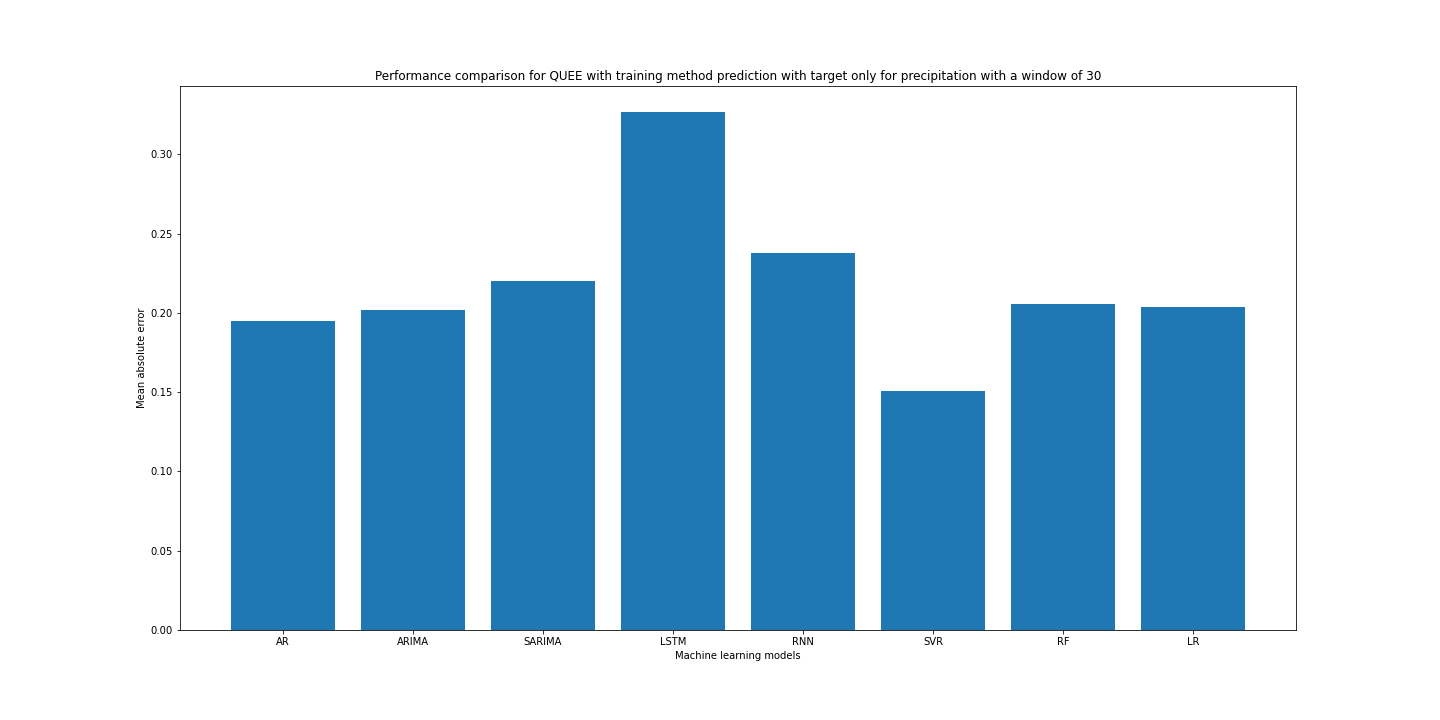 Performance comparison for QUEE with training method prediction with target only for precipitation with a window of 30
Mean absolute error
0.30
0.25
0.20
0.15
0.10
0.05
0.00
AR ARIMA SARIMA LSTM RNN SVR RF LR
Machine learning models